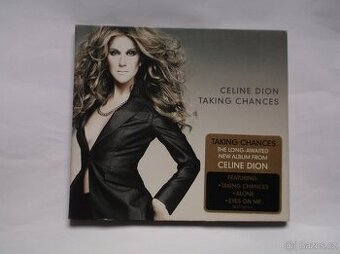 CELINE DION
TAKING CHANCES
TAKING CHANCES
THE LONG-AWAITED
NEW ALBUM FROM
CELINE DION
FEATURING:
•TAKING CHANCES
•ALONE
•EYES ON ME